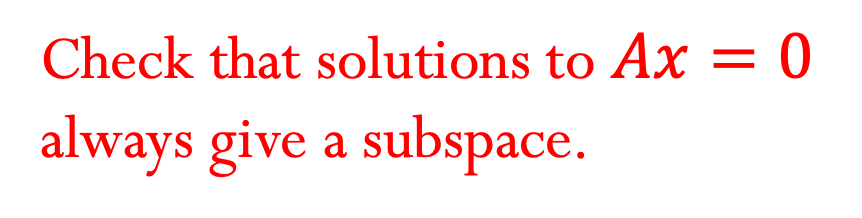 Check that solutions to 𝐴𝑥 = 0
always give a subspace.